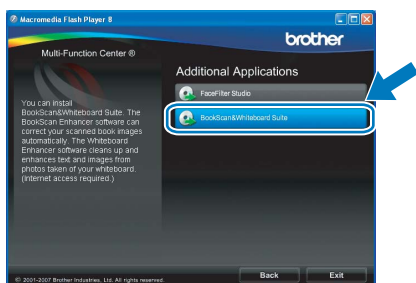 Macromedia Flash Player 8
brother
Multi-Function Center ®
Additional Applications
FaceFilter Studio
BookScan&Whiteboard Suite
You can install
BookScan&Whiteboard Suite. The
BookScan Enhancer software can
correct your scanned book images
automatically. The Whiteboard
Enhancer software cleans up and
enhances text and images from
photos taken of your whiteboard.
(Internet access required.)
© 2001-2007 Brother Industries, Ltd. All rights reserved.
Back
Exit